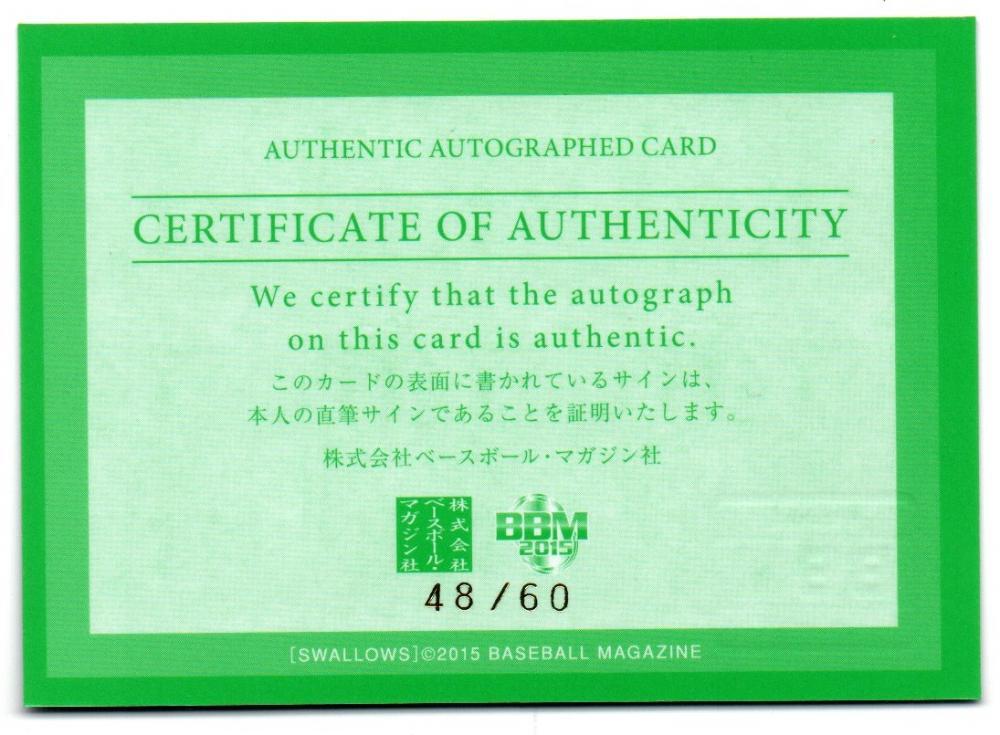 AUTHENTIC AUTOGRAPHED CARD
CERTIFICATE OF AUTHENTICITY
We certify that the autograph
on this card is authentic.
このカードの表面に書かれているサインは、
本人の直筆サインであることを証明いたします。
株式会社ベースボール・マガジン社
株式会社
ベースボール・
マガジン社
BBM
2015
48/60
[SWALLOWS]©2015 BASEBALL MAGAZINE